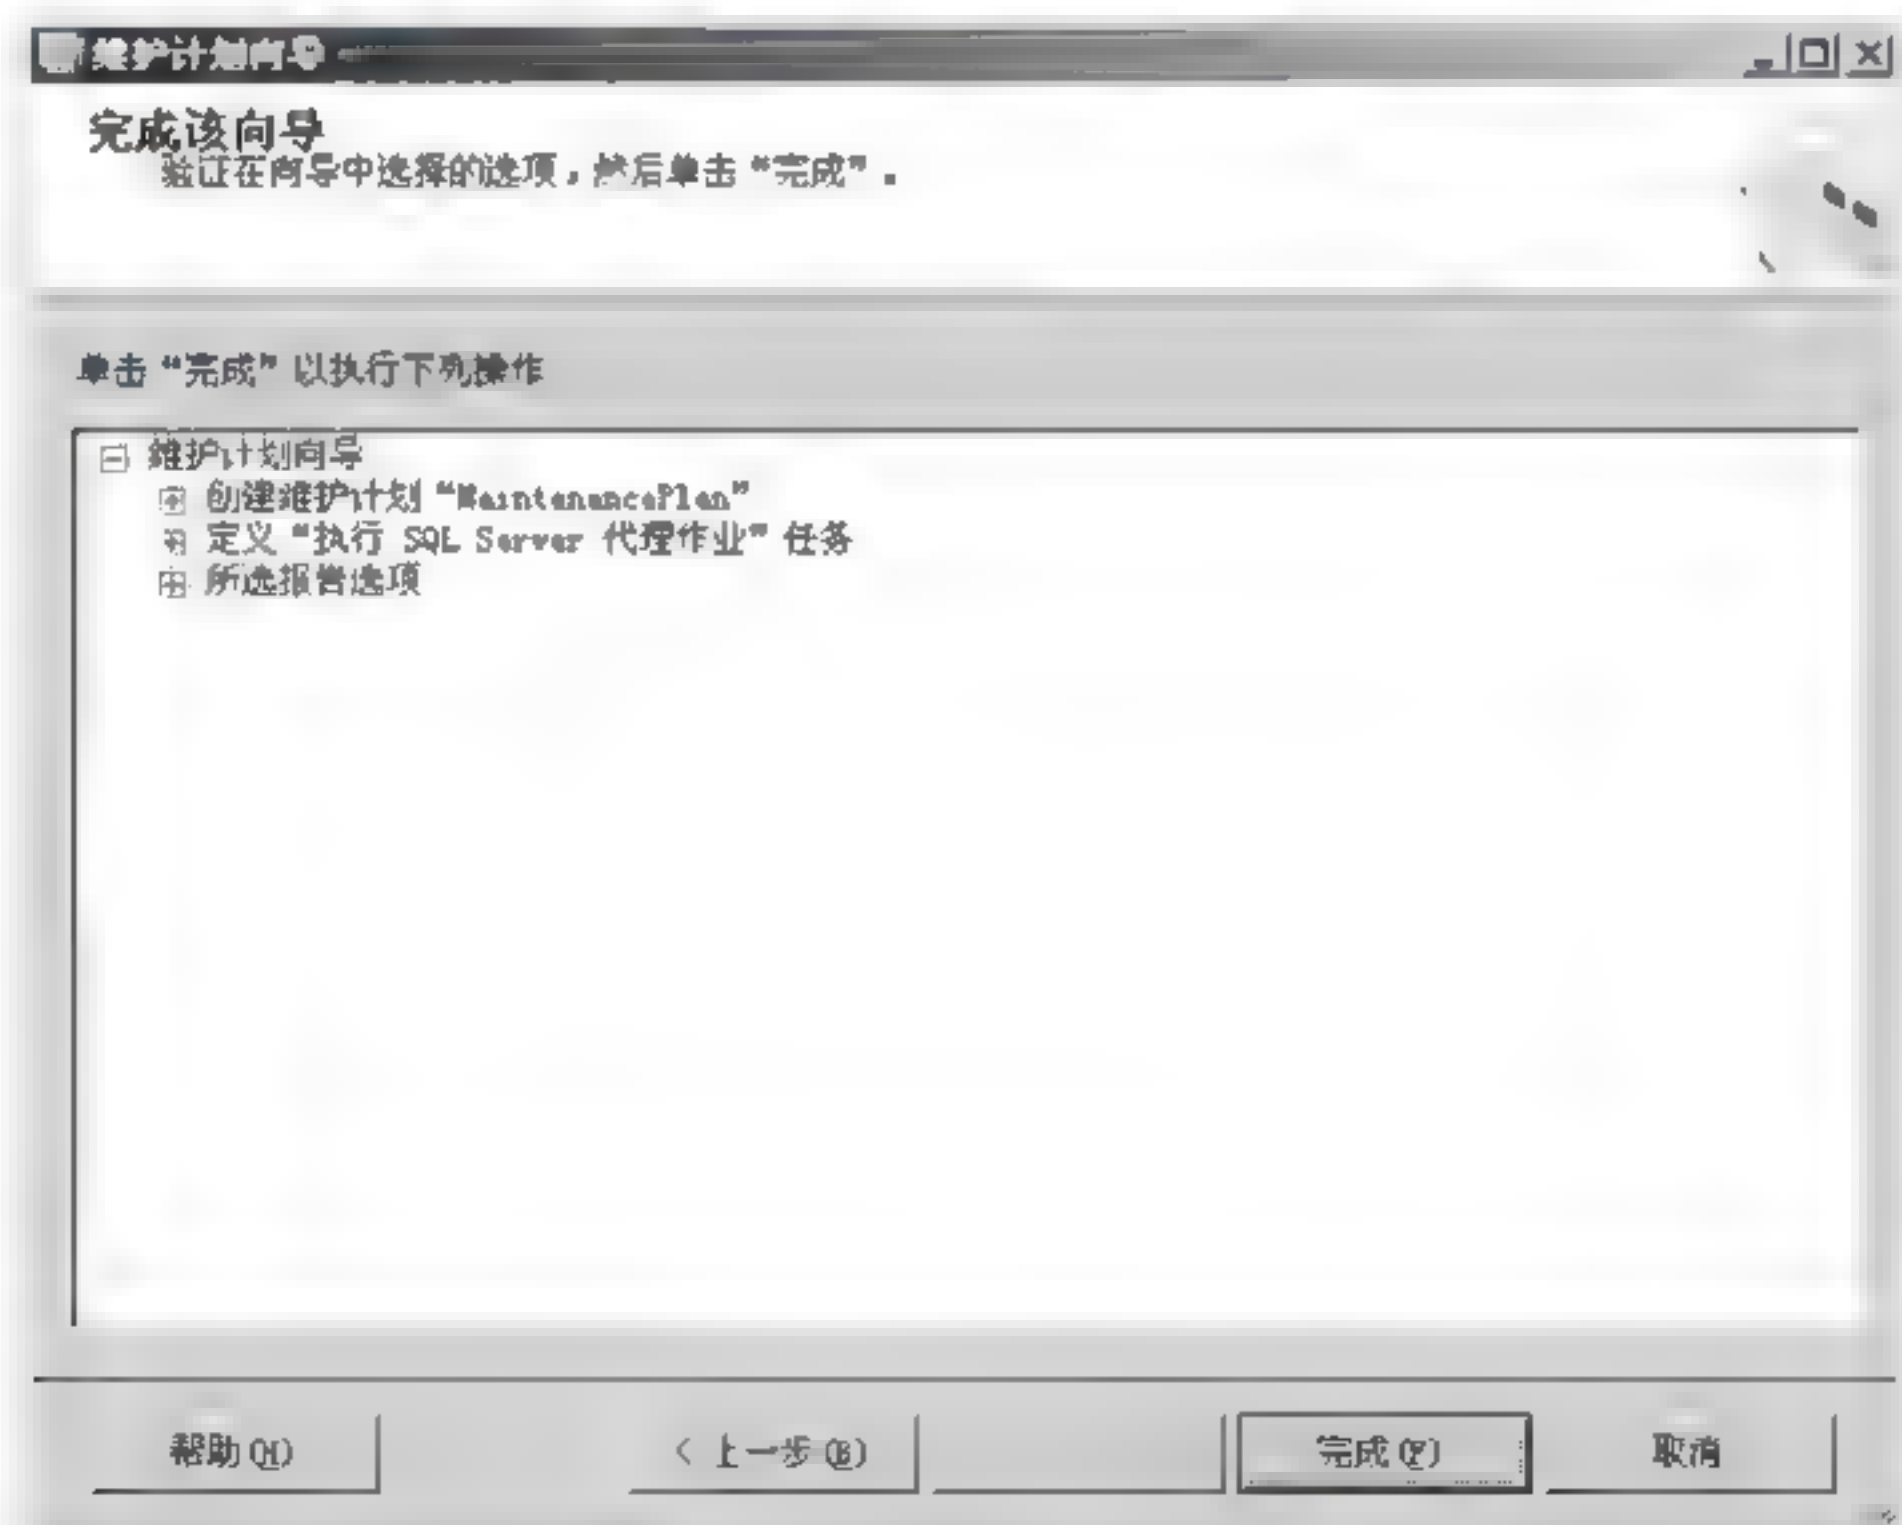 维护计划向导
完成该向导
验证在向导中选择的选项，然后单击“完成”。
单击“完成”以执行下列操作
维护计划向导
创建维护计划“MaintenancePlan”
定义“执行 SQL Server 代理作业”任务
所选报告选项
帮助(H)
< 上一步(B)
完成(F)
取消